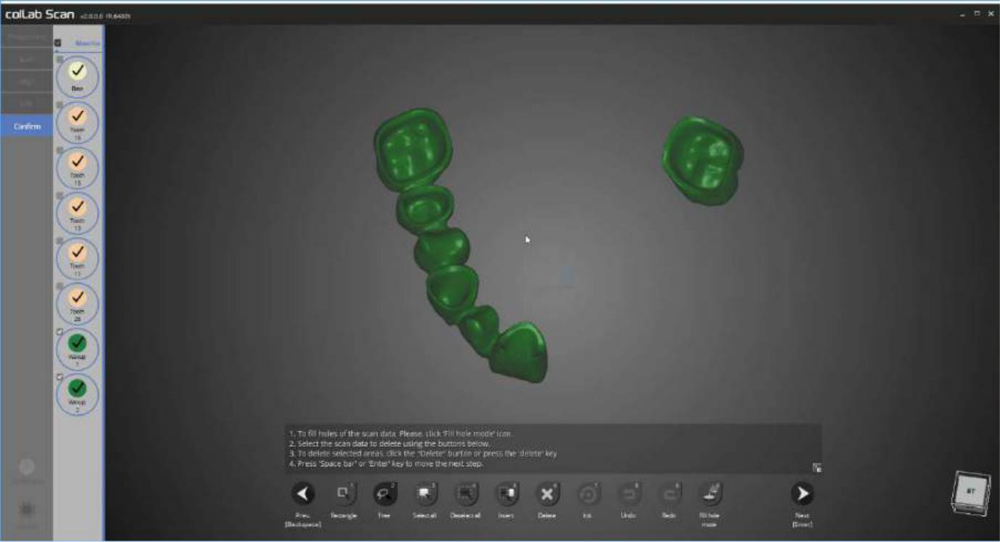 colLab Scan v2.0.0.0 (R.6480)
Confirm
Maxilla
Base
Tooth
16
Tooth
15
Tooth
13
Tooth
11
Tooth
26
Waxup
1
Waxup
2
1. To fill holes of the scan data. Please, click 'Fill hole mode' icon.
2. Select the scan data to delete using the buttons below.
3. To delete selected areas, click the "Delete" button or press the 'delete' key
4. Press 'Space bar' or 'Enter' key to move the next step.
Prev.
[Backspace]
Rectangle
Free
Select all
Deselect all
Invert
Delete
Init.
Undo
Redo
Fill hole
mode
Next
[Enter]